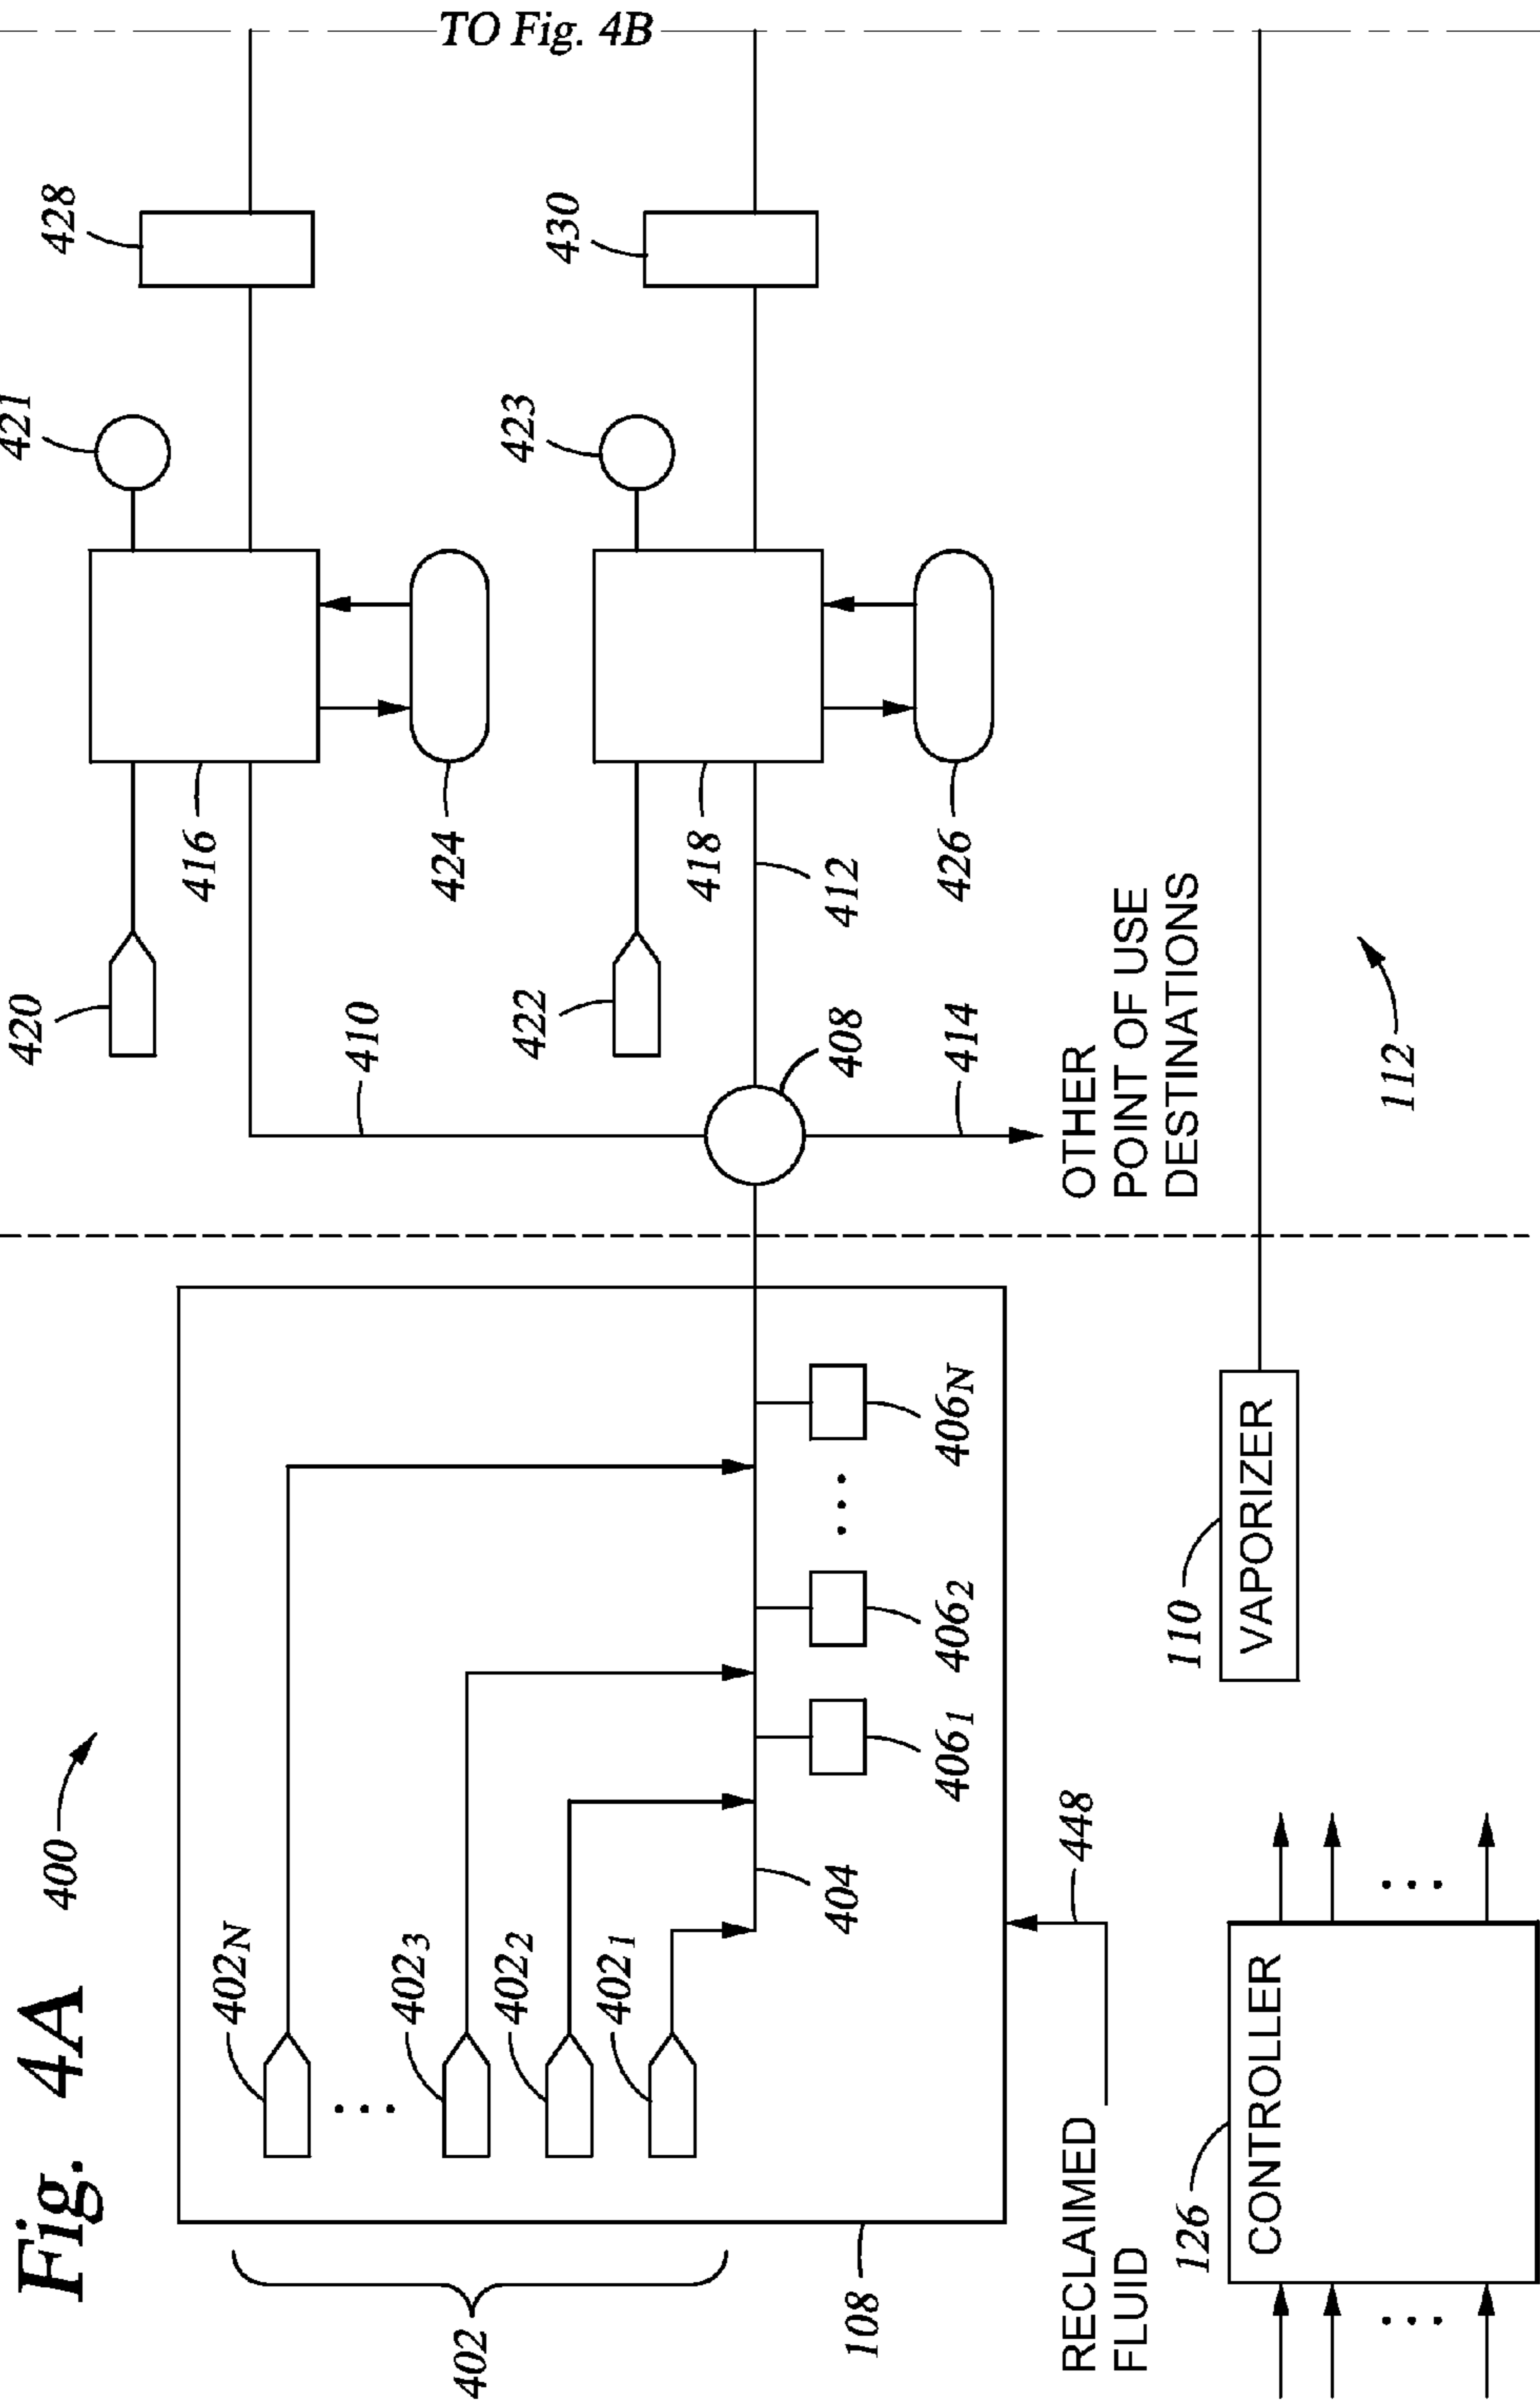 Fig. 4A
400
402
402N
4023
4022
4021
404
4061
4062
406N
108
RECLAIMED
FLUID
448
126
CONTROLLER
110
VAPORIZER
112
420
421
416
424
410
428
422
423
418
412
426
430
408
414
OTHER
POINT OF USE
DESTINATIONS
TO Fig. 4B